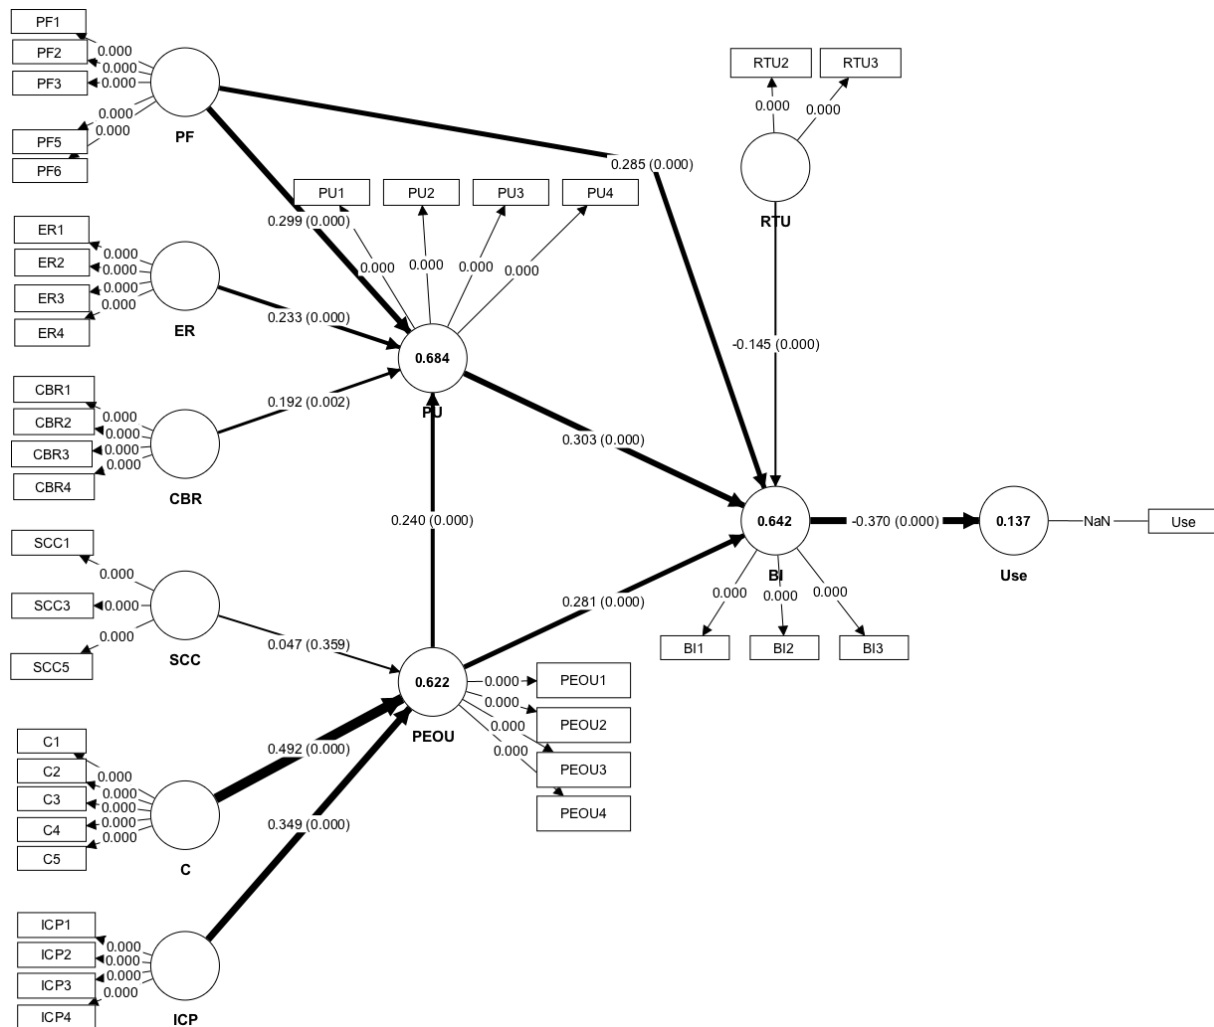 PF1
PF2
PF3
PF5
PF6
0.000
0.000
0.000
0.000
0.000
PF
RTU2
RTU3
0.000
0.000
RTU
0.285 (0.000)
PU1
PU2
PU3
PU4
0.299 (0.000)
0.000
0.000
0.000
0.000
ER1
ER2
ER3
ER4
0.000
0.000
0.000
0.000
ER
0.233 (0.000)
0.684
PU
-0.145 (0.000)
CBR1
CBR2
CBR3
CBR4
0.000
0.000
0.000
0.000
CBR
0.192 (0.002)
0.303 (0.000)
0.240 (0.000)
0.642
BI
-0.370 (0.000)
0.137
Use
NaN
Use
0.000
0.000
0.000
BI1
BI2
BI3
SCC1
SCC3
SCC5
0.000
0.000
0.000
SCC
0.047 (0.359)
0.281 (0.000)
0.622
PEOU
0.000
0.000
0.000
0.000
PEOU1
PEOU2
PEOU3
PEOU4
C1
C2
C3
C4
C5
0.000
0.000
0.000
0.000
0.000
C
0.492 (0.000)
0.349 (0.000)
ICP1
ICP2
ICP3
ICP4
0.000
0.000
0.000
0.000
ICP